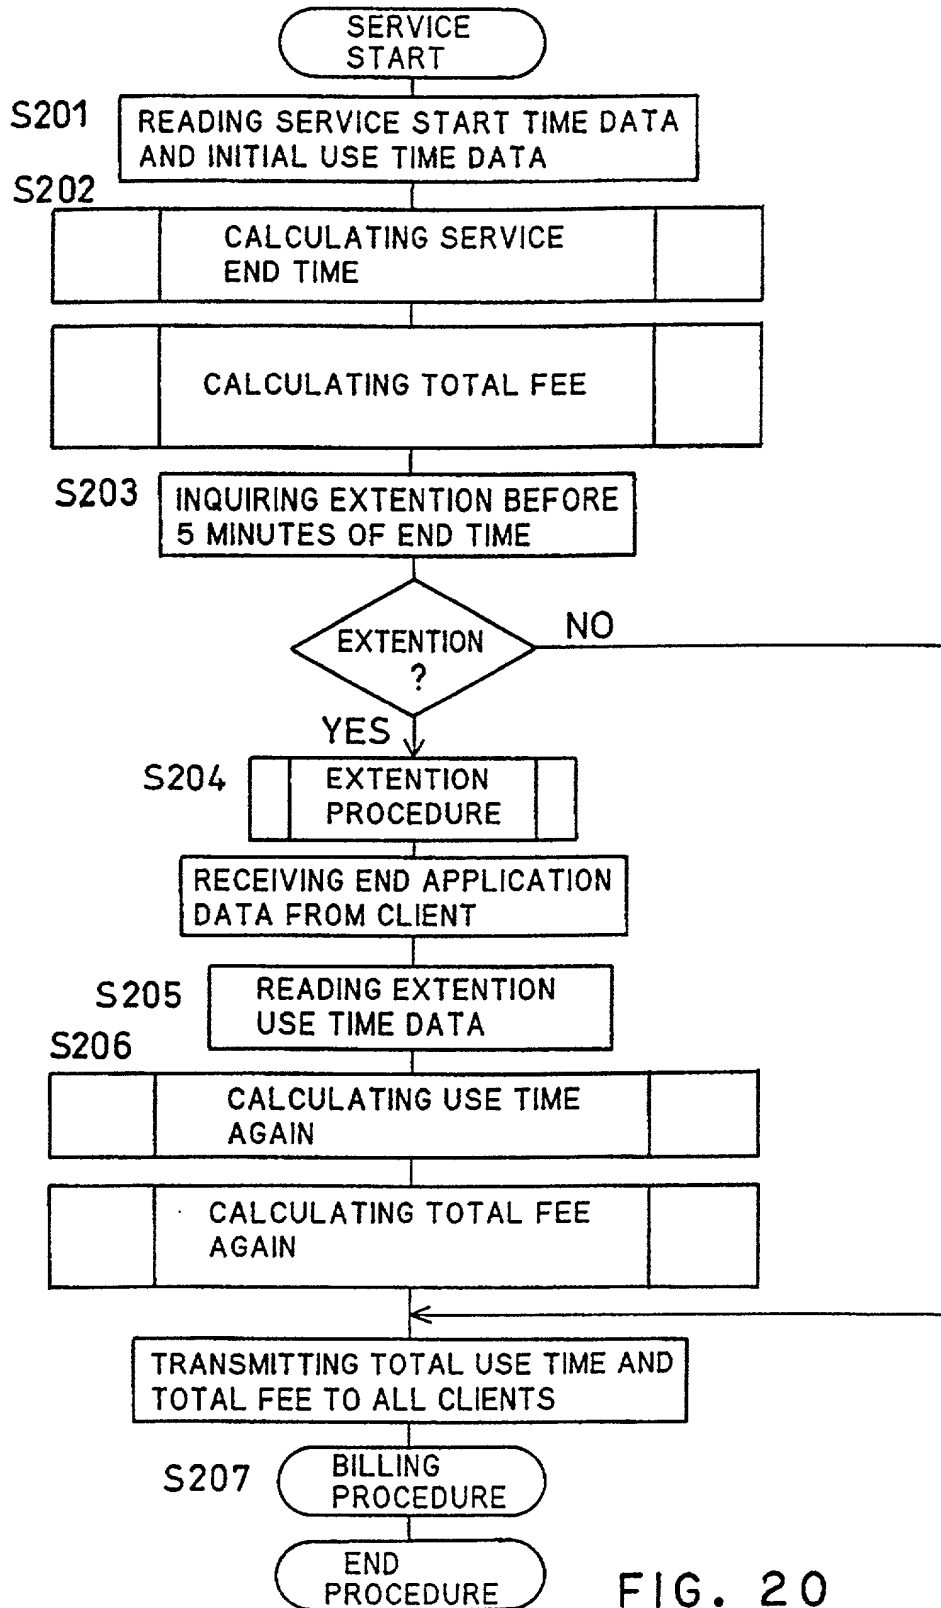 SERVICE
START
S201
READING SERVICE START TIME DATA
AND INITIAL USE TIME DATA
S202
CALCULATING SERVICE
END TIME
CALCULATING TOTAL FEE
S203
INQUIRING EXTENTION BEFORE
5 MINUTES OF END TIME
EXTENTION
?
NO
YES
S204
EXTENTION
PROCEDURE
RECEIVING END APPLICATION
DATA FROM CLIENT
S205
READING EXTENTION
USE TIME DATA
S206
CALCULATING USE TIME
AGAIN
CALCULATING TOTAL FEE
AGAIN
TRANSMITTING TOTAL USE TIME AND
TOTAL FEE TO ALL CLIENTS
S207
BILLING
PROCEDURE
END
PROCEDURE
FIG. 20